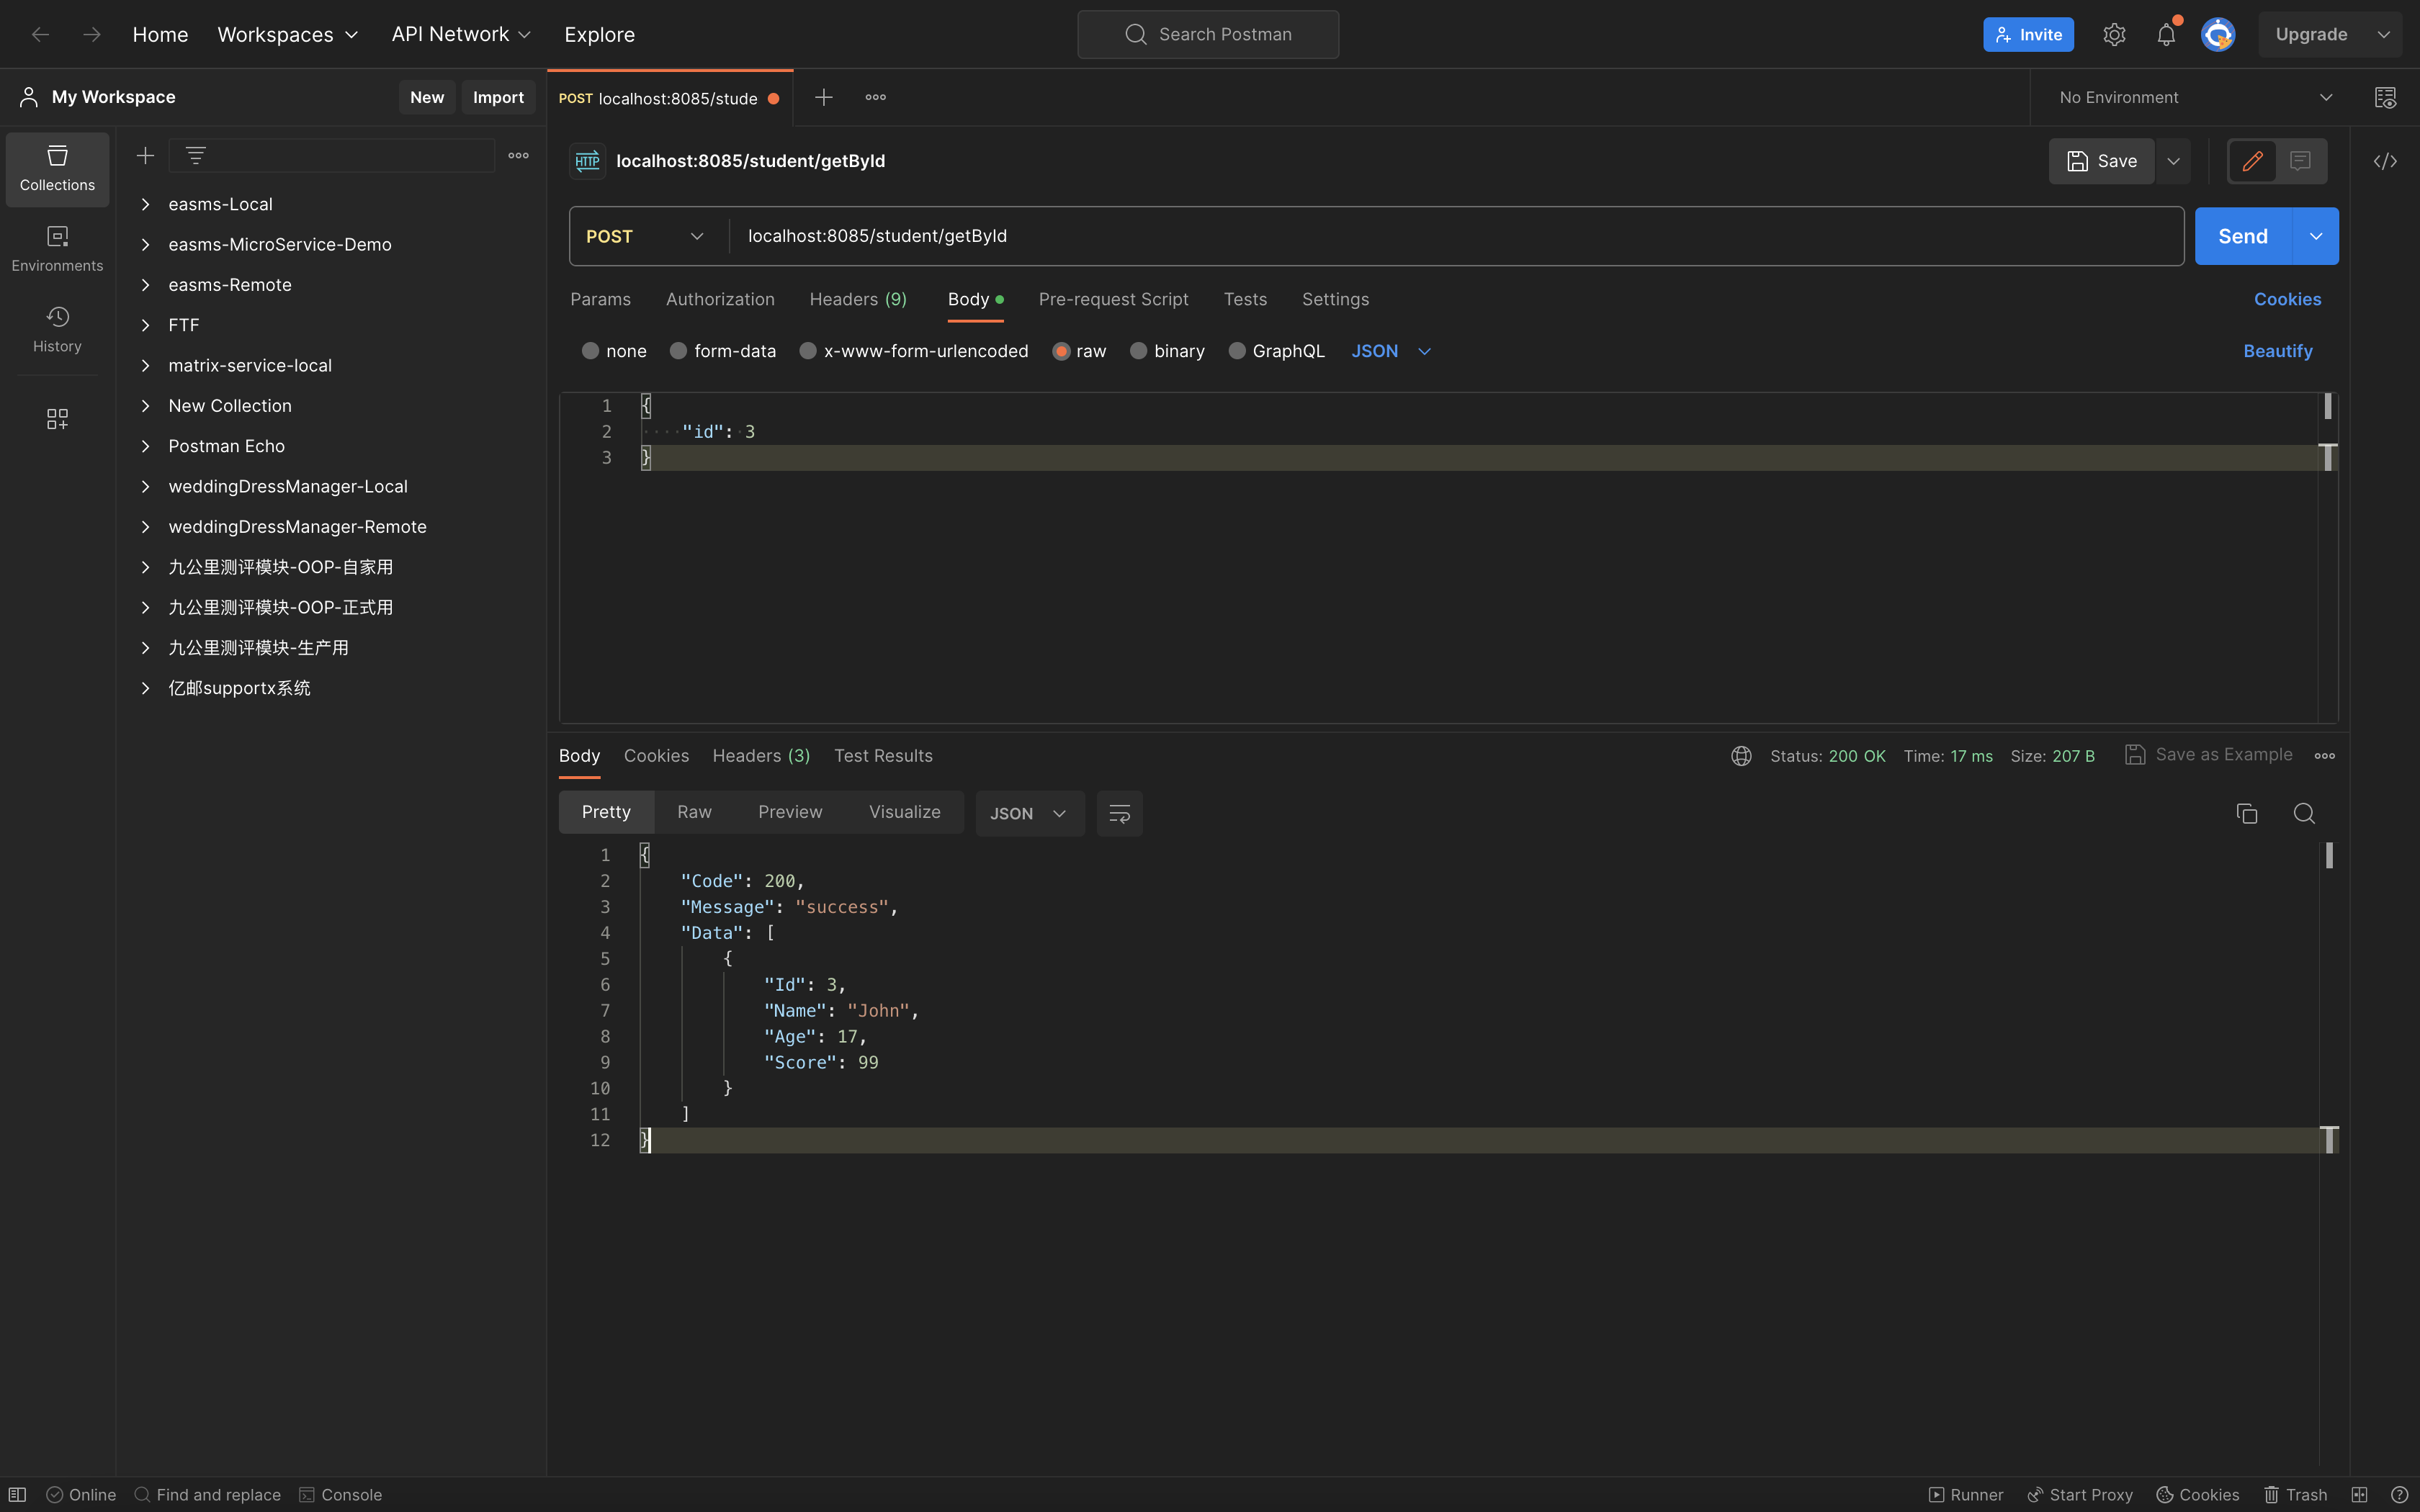 Home Workspaces API Network Explore Search Postman Invite Upgrade
My Workspace New Import POST localhost:8085/stude No Environment
Collections
Environments
History
easms-Local
easms-MicroService-Demo
easms-Remote
FTF
matrix-service-local
New Collection
Postman Echo
weddingDressManager-Local
weddingDressManager-Remote
九公里测评模块-OOP-自家用
九公里测评模块-OOP-正式用
九公里测评模块-生产用
亿邮supportx系统
HTTP localhost:8085/student/getById Save
POST localhost:8085/student/getById Send
Params Authorization Headers (9) Body Pre-request Script Tests Settings Cookies
none form-data x-www-form-urlencoded raw binary GraphQL JSON Beautify
1 {
2 "id": 3
3 }
Body Cookies Headers (3) Test Results Status: 200 OK Time: 17 ms Size: 207 B Save as Example
Pretty Raw Preview Visualize JSON
1 {
2 "Code": 200,
3 "Message": "success",
4 "Data": [
5 {
6 "Id": 3,
7 "Name": "John",
8 "Age": 17,
9 "Score": 99
10 }
11 ]
12 }
Online Find and replace Console Runner Start Proxy Cookies Trash